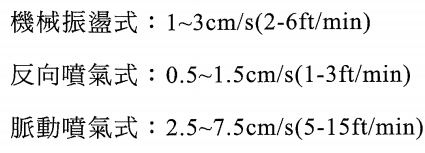 機械振盪式：1~3cm/s(2-6ft/min)
反向噴氣式：0.5~1.5cm/s(1-3ft/min)
脈動噴氣式：2.5~7.5cm/s(5-15ft/min)